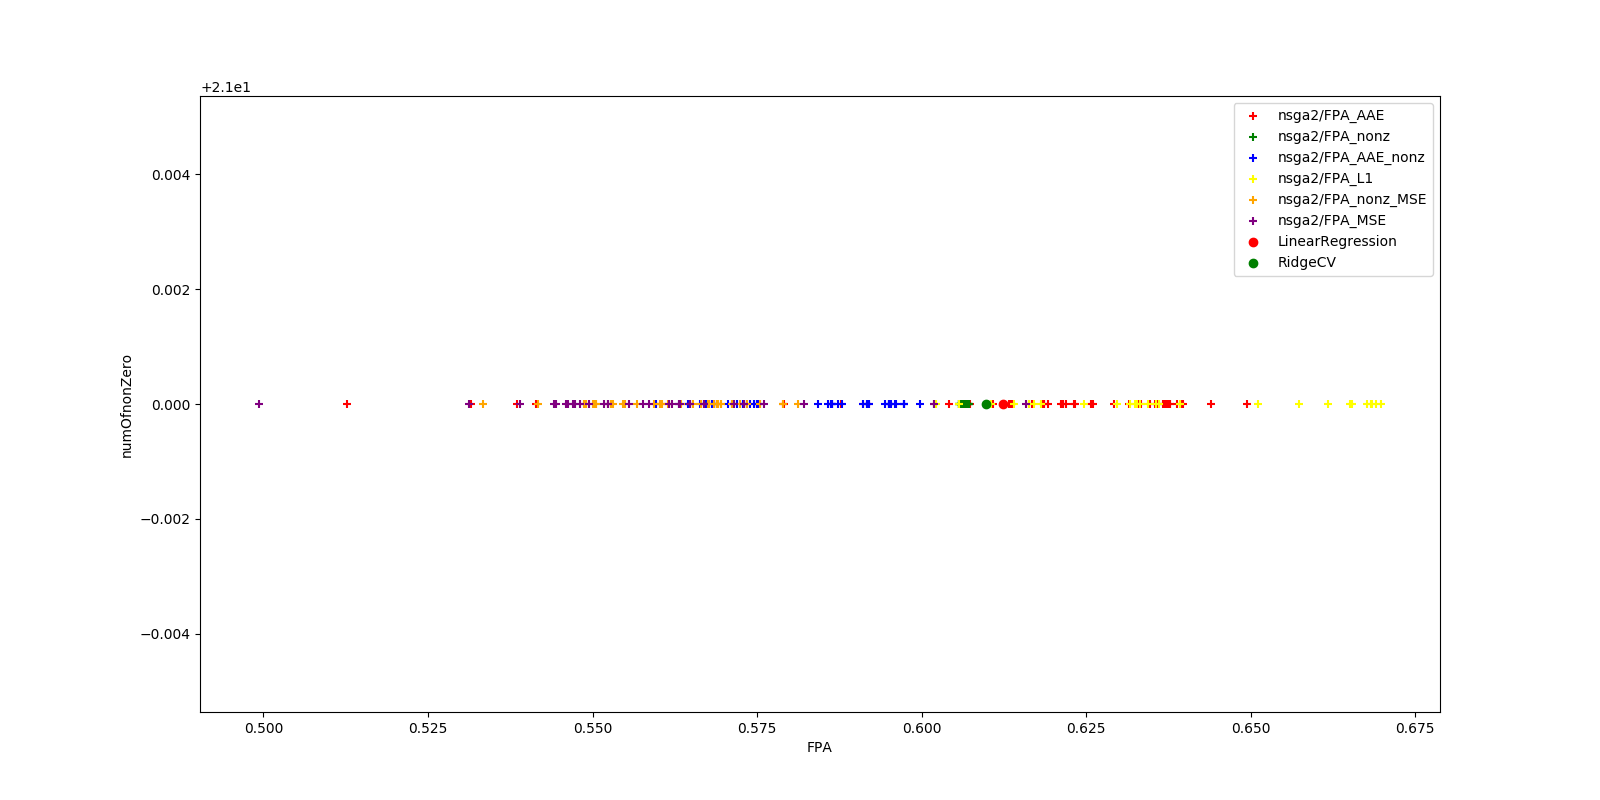 +2.1e1
nsga2/FPA_AAE
nsga2/FPA_nonz
nsga2/FPA_AAE_nonz
nsga2/FPA_L1
nsga2/FPA_nonz_MSE
nsga2/FPA_MSE
LinearRegression
RidgeCV
0.004
0.002
0.000
−0.002
−0.004
numOfnonZero
0.500 0.525 0.550 0.575 0.600 0.625 0.650 0.675
FPA